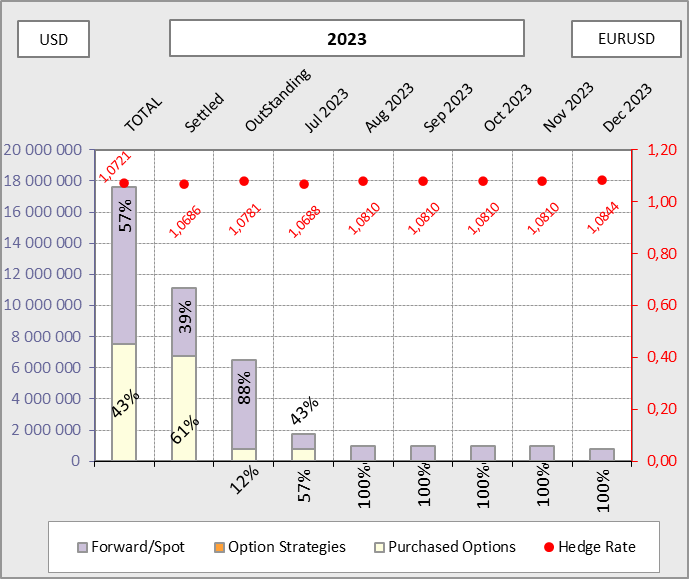 USD
2023
EURUSD
TOTAL
Settled
OutStanding
Jul 2023
Aug 2023
Sep 2023
Oct 2023
Nov 2023
Dec 2023
20 000 000
18 000 000
16 000 000
14 000 000
12 000 000
10 000 000
8 000 000
6 000 000
4 000 000
2 000 000
0
1,20
1,00
0,80
0,60
0,40
0,20
0,00
1,0721
1,0686
1,0781
1,0688
1,0810
1,0810
1,0810
1,0810
1,0844
57%
39%
88%
43%
43%
61%
12%
57%
100%
100%
100%
100%
100%
Forward/Spot
Option Strategies
Purchased Options
Hedge Rate